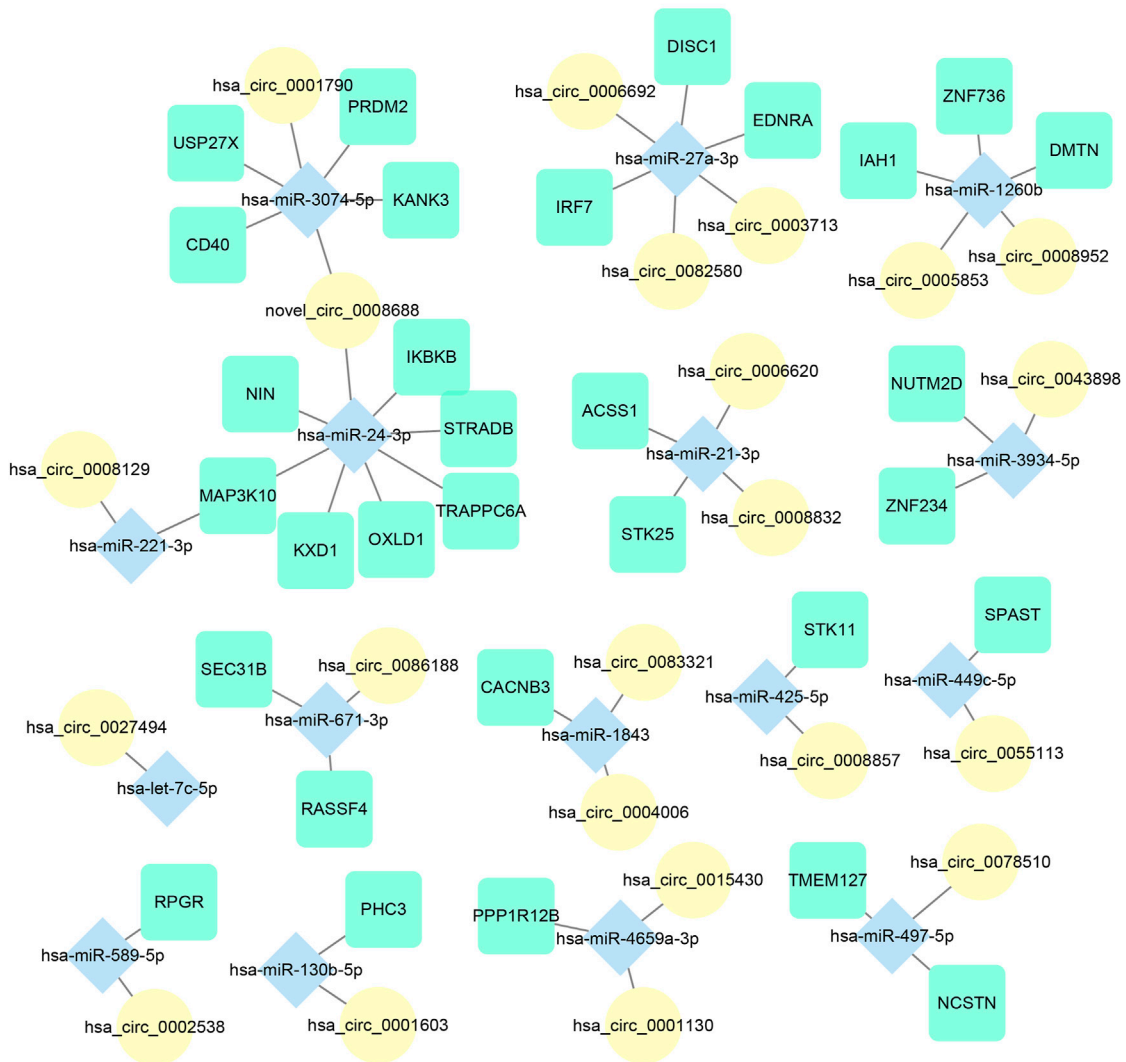 DISC1
hsa_circ_0001790
hsa_circ_0006692
ZNF736
PRDM2
EDNRA
USP27X
DMTN
hsa-miR-27a-3p
IAH1
hsa-miR-3074-5p
KANK3
hsa-miR-1260b
IRF7
hsa_circ_0003713
CD40
hsa_circ_0008952
hsa_circ_0082580
hsa_circ_0005853
novel_circ_0008688
IKBKB
hsa_circ_0006620
hsa_circ_0043898
NUTM2D
NIN
ACSS1
STRADB
hsa-miR-24-3p
hsa-miR-21-3p
hsa-miR-3934-5p
hsa_circ_0008129
MAP3K10
TRAPPC6A
ZNF234
hsa_circ_0008832
STK25
OXLD1
hsa-miR-221-3p
KXD1
SPAST
STK11
hsa_circ_0083321
hsa_circ_0086188
SEC31B
CACNB3
hsa-miR-449c-5p
hsa-miR-425-5p
hsa-miR-671-3p
hsa_circ_0027494
hsa-miR-1843
hsa_circ_0055113
hsa_circ_0008857
hsa-let-7c-5p
RASSF4
hsa_circ_0004006
hsa_circ_0078510
hsa_circ_0015430
TMEM127
RPGR
PHC3
PPP1R12B
hsa-miR-497-5p
hsa-miR-4659a-3p
hsa-miR-589-5p
hsa-miR-130b-5p
NCSTN
hsa_circ_0001603
hsa_circ_0001130
hsa_circ_0002538